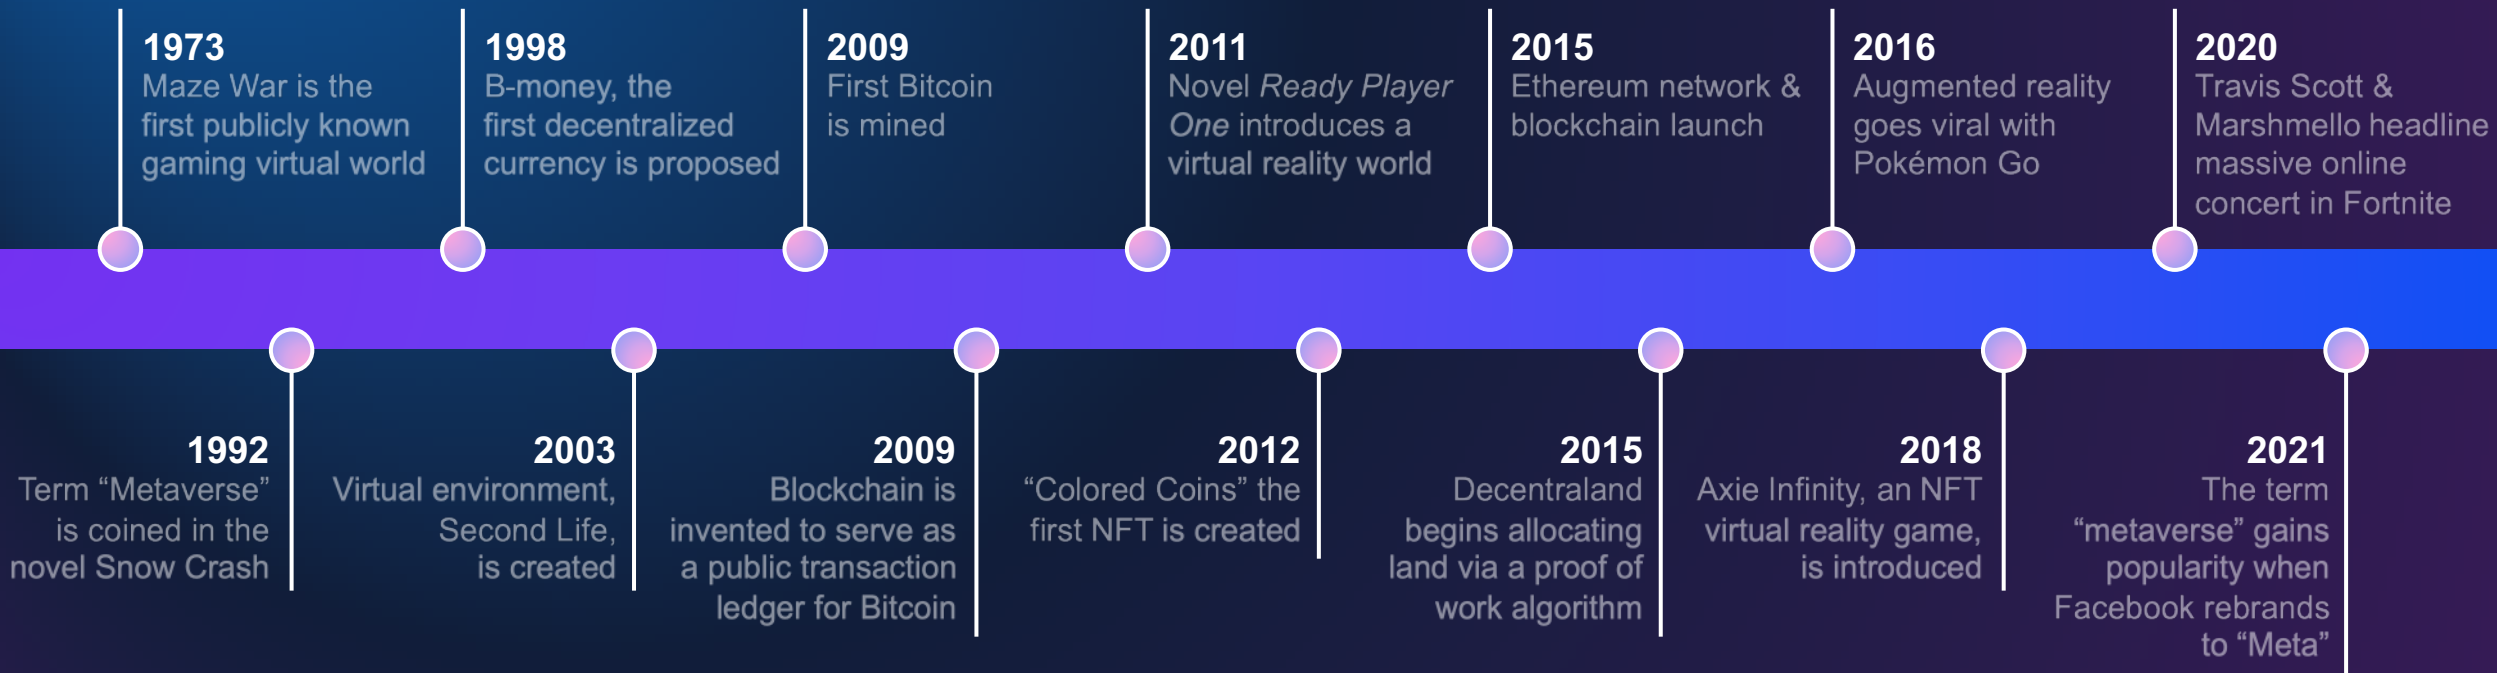 1973
Maze War is the
first publicly known
gaming virtual world
1998
B-money, the
first decentralized
currency is proposed
2009
First Bitcoin
is mined
2011
Novel Ready Player
One introduces a
virtual reality world
2015
Ethereum network &
blockchain launch
2016
Augmented reality
goes viral with
Pokémon Go
2020
Travis Scott &
Marshmello headline
massive online
concert in Fortnite
1992
Term “Metaverse”
is coined in the
novel Snow Crash
2003
Virtual environment,
Second Life,
is created
2009
Blockchain is
invented to serve as
a public transaction
ledger for Bitcoin
2012
“Colored Coins” the
first NFT is created
2015
Decentraland
begins allocating
land via a proof of
work algorithm
2018
Axie Infinity, an NFT
virtual reality game,
is introduced
2021
The term
“metaverse” gains
popularity when
Facebook rebrands
to “Meta”